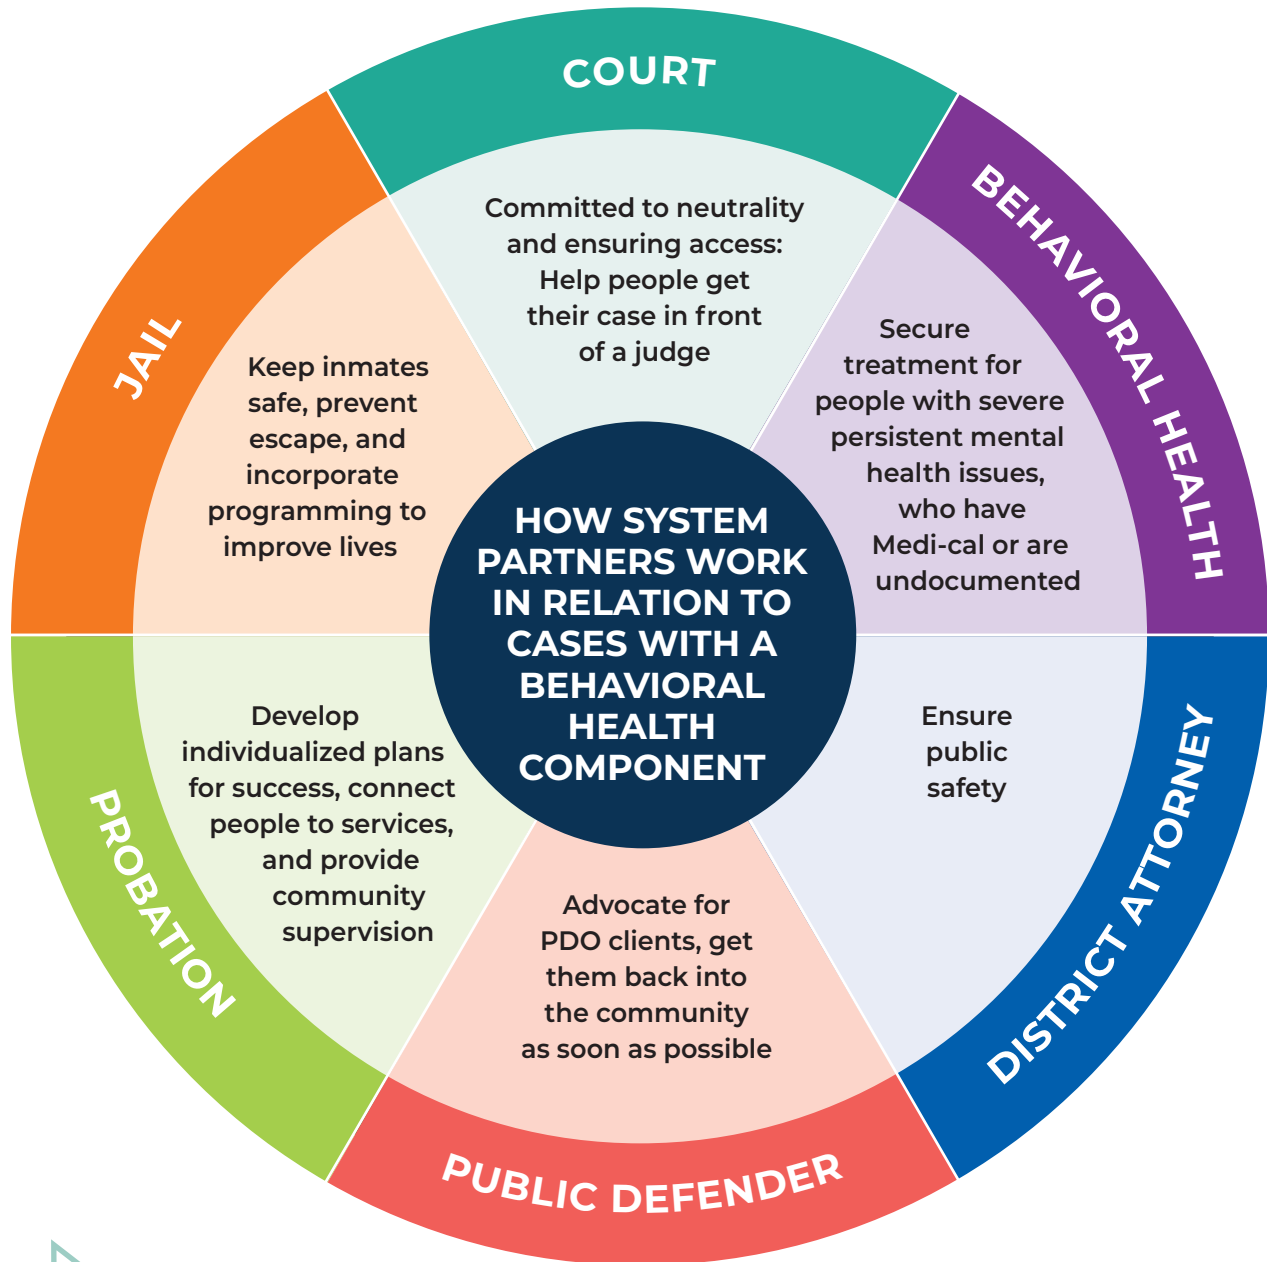 COURT
Committed to neutrality
and ensuring access:
Help people get
their case in front
of a judge
BEHAVIORAL HEALTH
Secure
treatment for
people with severe
persistent mental
health issues,
who have
Medi-cal or are
undocumented
DISTRICT ATTORNEY
Ensure
public
safety
PUBLIC DEFENDER
Advocate for
PDO clients, get
them back into
the community
as soon as possible
PROBATION
Develop
individualized plans
for success, connect
people to services,
and provide
community
supervision
JAIL
Keep inmates
safe, prevent
escape, and
incorporate
programming to
improve lives
HOW SYSTEM
PARTNERS WORK
IN RELATION TO
CASES WITH A
BEHAVIORAL
HEALTH
COMPONENT